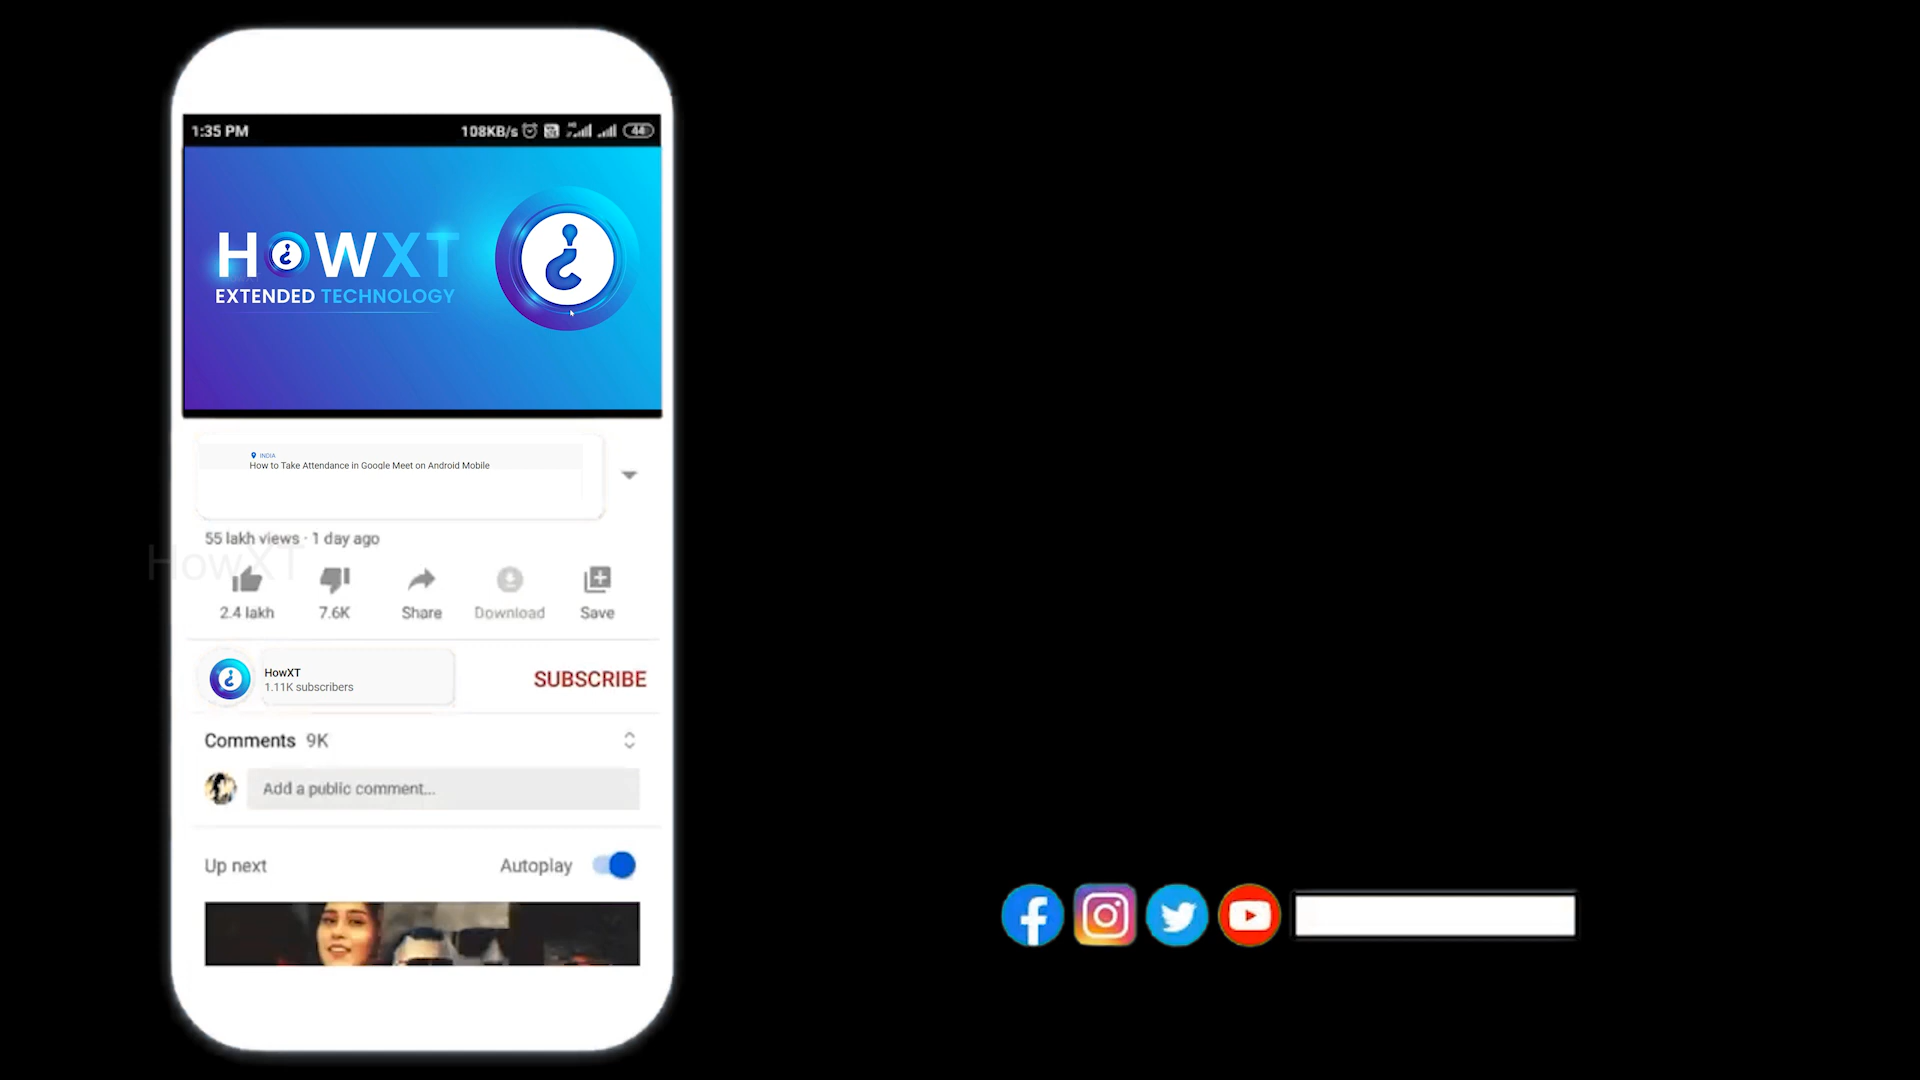 1:35 PM 108KB/s 44
HOWXT
EXTENDED TECHNOLOGY
INDIA
How to Take Attendance in Google Meet on Android Mobile
55 lakh views · 1 day ago
HowXT
2.4 lakh 7.6K Share Download Save
HowXT
1.11K subscribers
SUBSCRIBE
Comments 9K
Add a public comment...
Up next Autoplay